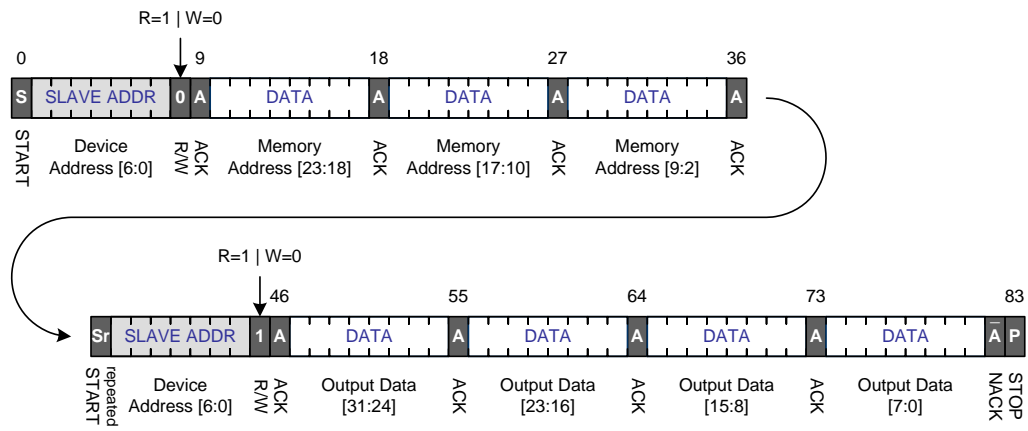 R=1 | W=0
0 9 18 27 36
S SLAVE ADDR 0 A DATA A DATA A DATA A
START Device Address [6:0] R/W ACK Memory Address [23:18] ACK Memory Address [17:10] ACK Memory Address [9:2] ACK
R=1 | W=0
46 55 64 73 83
Sr SLAVE ADDR 1 A DATA A DATA A DATA A DATA A̅ P
repeated START Device Address [6:0] R/W ACK Output Data [31:24] ACK Output Data [23:16] ACK Output Data [15:8] ACK Output Data [7:0] NACK STOP